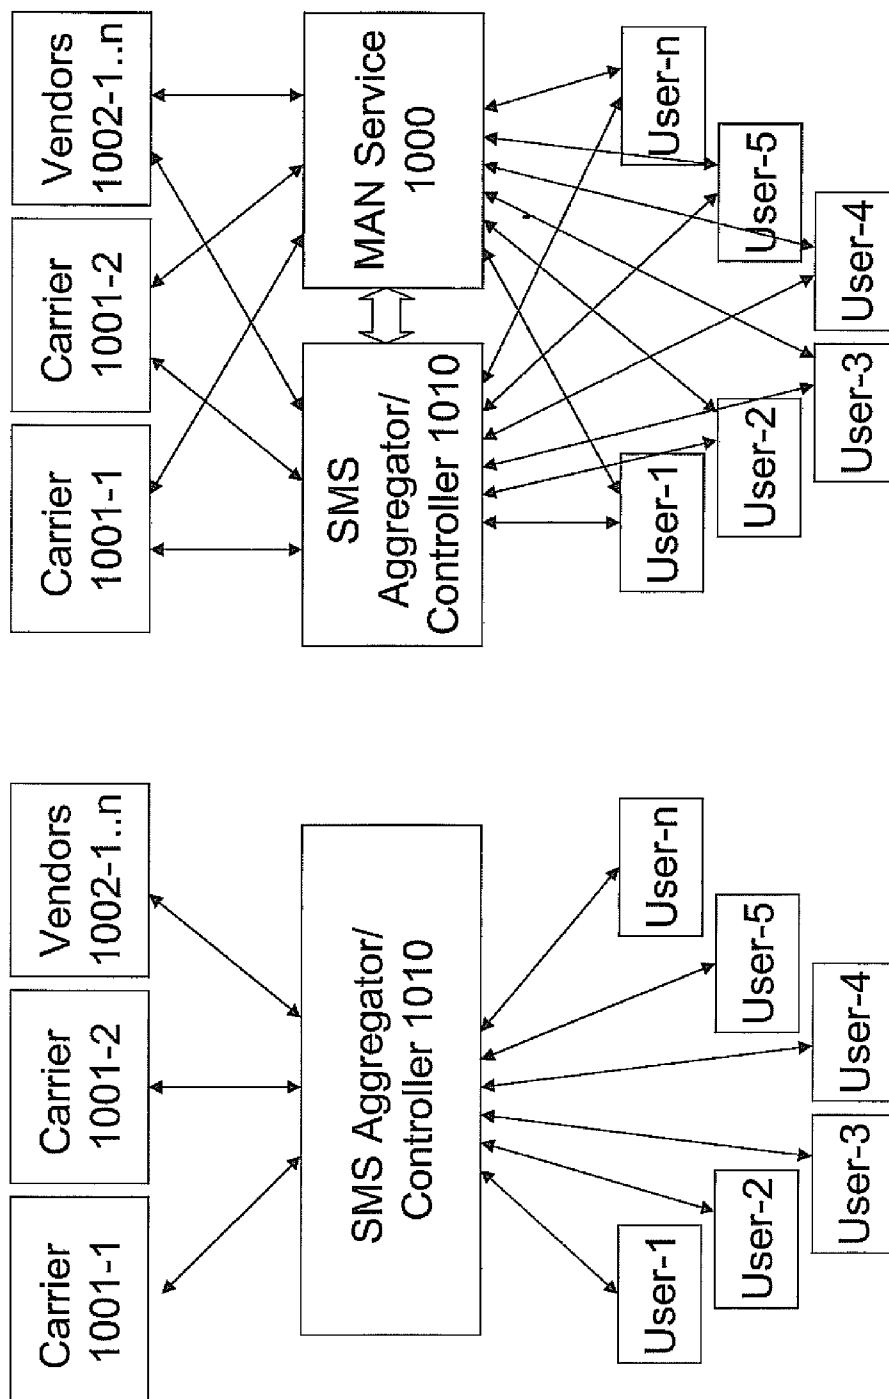 Carrier
1001-1
Carrier
1001-2
Vendors
1002-1..n
SMS Aggregator/
Controller 1010
User-1
User-2
User-3
User-4
User-5
User-n
Carrier
1001-1
Carrier
1001-2
Vendors
1002-1..n
SMS
Aggregator/
Controller 1010
MAN Service
1000
User-1
User-2
User-3
User-4
User-5
User-n